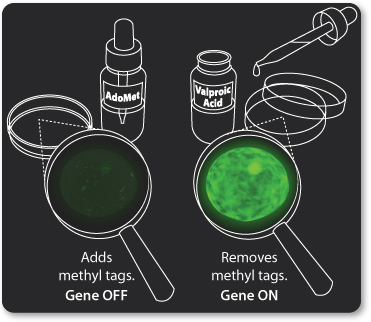 AdoMet
Valproic
Acid
Adds
methyl tags.
Gene OFF
Removes
methyl tags.
Gene ON